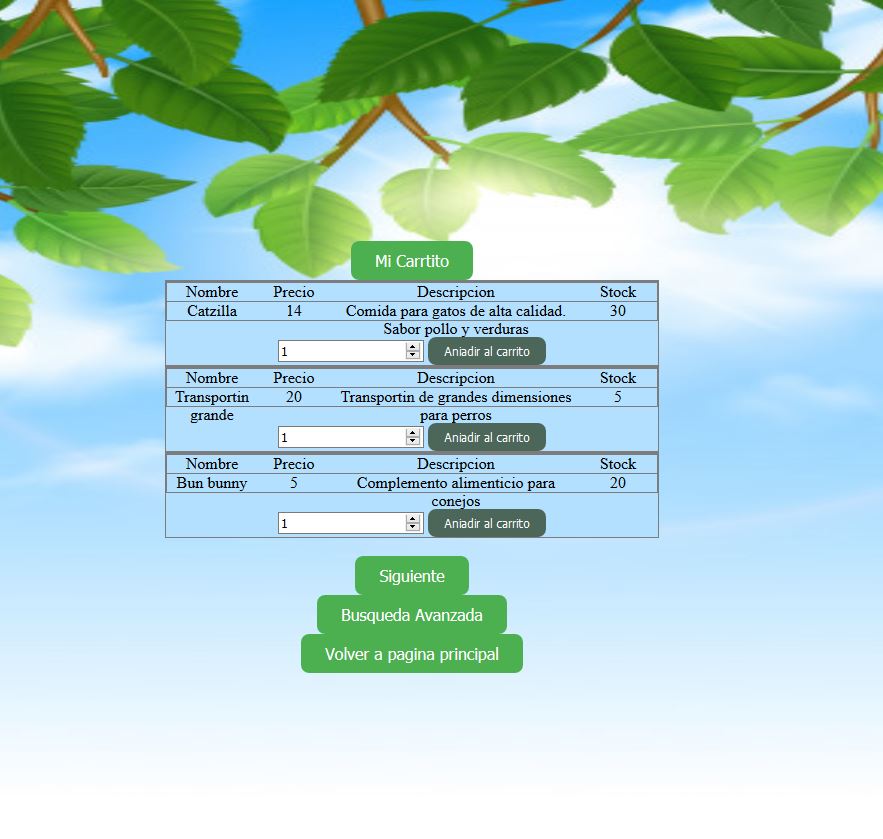 Mi Carrtito
Nombre Precio Descripcion Stock
Catzilla 14 Comida para gatos de alta calidad. 30
Sabor pollo y verduras
1 Aniadir al carrito
Nombre Precio Descripcion Stock
Transportin 20 Transportin de grandes dimensiones 5
grande para perros
1 Aniadir al carrito
Nombre Precio Descripcion Stock
Bun bunny 5 Complemento alimenticio para 20
conejos
1 Aniadir al carrito
Siguiente
Busqueda Avanzada
Volver a pagina principal